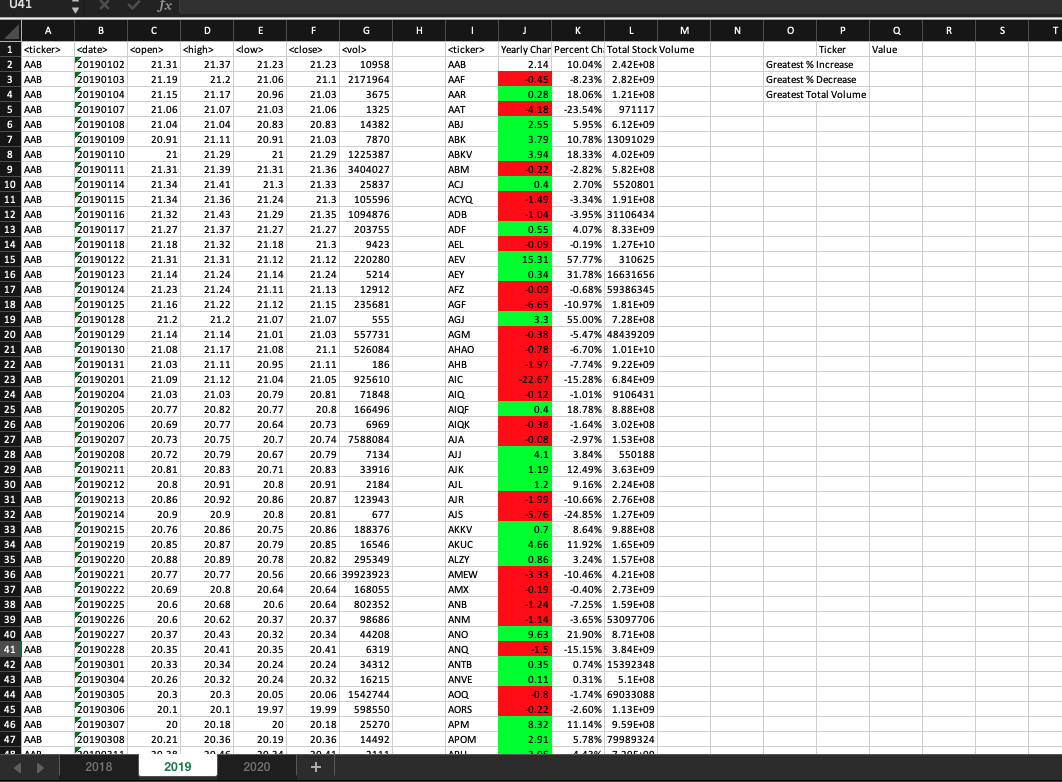 U41 fx
A B C D E F G H I J K L M N O P Q R S T
1 <ticker> <date> <open> <high> <low> <close> <vol> <ticker> Yearly Char Percent Ch Total Stock Volume Ticker Value
2 AAB 20190102 21.31 21.37 21.23 21.23 10958 AAB 2.14 10.04% 2.42E+08 Greatest % Increase
3 AAB 20190103 21.19 21.2 21.06 21.1 2171964 AAF -0.45 -8.23% 2.82E+09 Greatest % Decrease
4 AAB 20190104 21.15 21.17 20.96 21.03 3675 AAR 0.28 18.06% 1.21E+08 Greatest Total Volume
5 AAB 20190107 21.06 21.07 21.03 21.06 1325 AAT -4.18 -23.54% 971117
6 AAB 20190108 21.04 21.04 20.83 20.83 14382 ABJ 2.55 5.95% 6.12E+09
7 AAB 20190109 20.91 21.11 20.91 21.03 7870 ABK 3.79 10.78% 13091029
8 AAB 20190110 21 21.29 21 21.29 1225387 ABKV 3.94 18.33% 4.02E+09
9 AAB 20190111 21.31 21.39 21.31 21.36 3404027 ABM -0.22 -2.82% 5.82E+08
10 AAB 20190114 21.34 21.41 21.3 21.33 25837 ACJ 0.4 2.70% 5520801
11 AAB 20190115 21.34 21.36 21.24 21.3 105596 ACYQ -1.49 -3.34% 1.91E+08
12 AAB 20190116 21.32 21.43 21.29 21.35 1094876 ADB -1.04 -3.95% 31106434
13 AAB 20190117 21.27 21.37 21.27 21.27 203755 ADF 0.55 4.07% 8.33E+09
14 AAB 20190118 21.18 21.32 21.18 21.3 9423 AEL -0.09 -0.19% 1.27E+10
15 AAB 20190122 21.31 21.31 21.12 21.12 220280 AEV 15.31 57.77% 310625
16 AAB 20190123 21.14 21.24 21.14 21.24 5214 AEY 0.34 31.78% 16631656
17 AAB 20190124 21.23 21.24 21.11 21.13 12912 AFZ -0.09 -0.68% 59386345
18 AAB 20190125 21.16 21.22 21.12 21.15 235681 AGF -6.65 -10.97% 1.81E+09
19 AAB 20190128 21.2 21.2 21.07 21.07 555 AGJ 3.3 55.00% 7.28E+08
20 AAB 20190129 21.14 21.14 21.01 21.03 557731 AGM -0.38 -5.47% 48439209
21 AAB 20190130 21.08 21.17 21.08 21.1 526084 AHAO -0.78 -6.70% 1.01E+10
22 AAB 20190131 21.03 21.11 20.95 21.11 186 AHB -1.97 -7.74% 9.22E+09
23 AAB 20190201 21.09 21.12 21.04 21.05 925610 AIC -22.67 -15.28% 6.84E+09
24 AAB 20190204 21.03 21.03 20.79 20.81 71848 AIQ -0.12 -1.01% 9106431
25 AAB 20190205 20.77 20.82 20.77 20.8 166496 AIQF 0.4 18.78% 8.88E+08
26 AAB 20190206 20.69 20.77 20.64 20.73 6969 AIQK -0.38 -1.64% 3.02E+08
27 AAB 20190207 20.73 20.75 20.7 20.74 7588084 AJA -0.08 -2.97% 1.53E+09
28 AAB 20190208 20.72 20.79 20.67 20.79 7134 AJJ 4.1 3.84% 550188
29 AAB 20190211 20.81 20.83 20.71 20.83 33916 AJK 1.19 12.49% 3.63E+09
30 AAB 20190212 20.8 20.91 20.8 20.91 2184 AJL 1.2 9.16% 2.24E+08
31 AAB 20190213 20.86 20.92 20.86 20.87 123943 AJR -1.99 -10.66% 2.76E+08
32 AAB 20190214 20.9 20.9 20.8 20.81 677 AJS -5.76 -24.85% 1.27E+09
33 AAB 20190215 20.76 20.86 20.75 20.86 188376 AKKV 0.7 8.64% 9.88E+08
34 AAB 20190219 20.85 20.87 20.79 20.85 16546 AKUC 4.66 11.92% 1.65E+09
35 AAB 20190220 20.88 20.89 20.78 20.82 295349 ALZY 0.86 3.24% 1.57E+08
36 AAB 20190221 20.77 20.77 20.56 20.66 39923923 AMEW -3.33 -10.46% 4.21E+08
37 AAB 20190222 20.69 20.8 20.64 20.64 168055 AMX -0.19 -0.40% 2.73E+09
38 AAB 20190225 20.6 20.68 20.6 20.64 802352 ANB -1.24 -7.25% 1.59E+08
39 AAB 20190226 20.6 20.62 20.37 20.37 98686 ANM -1.14 -3.65% 53097706
40 AAB 20190227 20.37 20.43 20.32 20.34 44208 ANO 9.63 21.90% 8.71E+08
41 AAB 20190228 20.35 20.41 20.35 20.41 6319 ANQ -1.5 -15.15% 3.84E+09
42 AAB 20190301 20.33 20.34 20.24 20.24 34312 ANTB 0.35 0.74% 15392348
43 AAB 20190304 20.26 20.32 20.24 20.32 16215 ANVE 0.11 0.31% 5.1E+08
44 AAB 20190305 20.3 20.3 20.05 20.06 1542744 AOQ -0.8 -1.74% 69033088
45 AAB 20190306 20.1 20.1 19.97 19.99 598550 AORS -0.22 -2.60% 1.13E+09
46 AAB 20190307 20 20.18 20 20.18 25270 APM 8.32 11.14% 9.59E+08
47 AAB 20190308 20.21 20.36 20.19 20.36 14492 APOM 2.91 5.78% 79989324
2018 2019 2020 +